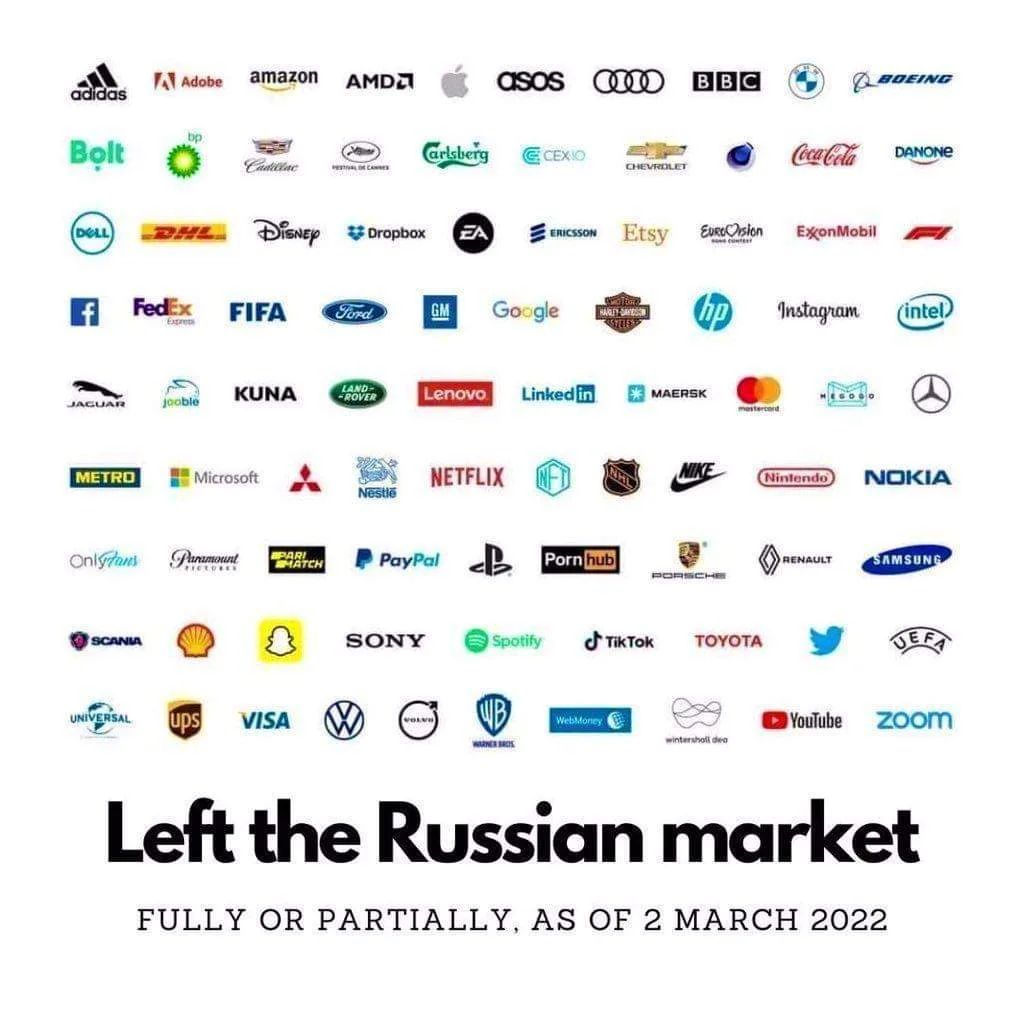 adidas Adobe amazon AMD asos BBC BMW BOEING
Bolt bp Cadillac FESTIVAL DE CANNES Carlsberg CEX.IO CHEVROLET Coca-Cola DANONE
DELL DHL Disney Dropbox EA ERICSSON Etsy EUROVISION SONG CONTEST ExxonMobil F1
f FedEx Express FIFA Ford GM Google MOTOR HARLEY-DAVIDSON CYCLES hp Instagram intel
JAGUAR jooble KUNA LAND-ROVER Lenovo LinkedIn MAERSK mastercard MEGOGO
METRO Microsoft Nestlē NETFLIX NFT NHL NIKE Nintendo NOKIA
OnlyFans Paramount PICTURES PARIMATCH PayPal Pornhub PORSCHE RENAULT SAMSUNG
SCANIA SONY Spotify TikTok TOYOTA UEFA
UNIVERSAL ups VISA VW VOLVO WB WARNER BROS. WebMoney wintershall dea YouTube zoom
Left the Russian market
FULLY OR PARTIALLY, AS OF 2 MARCH 2022